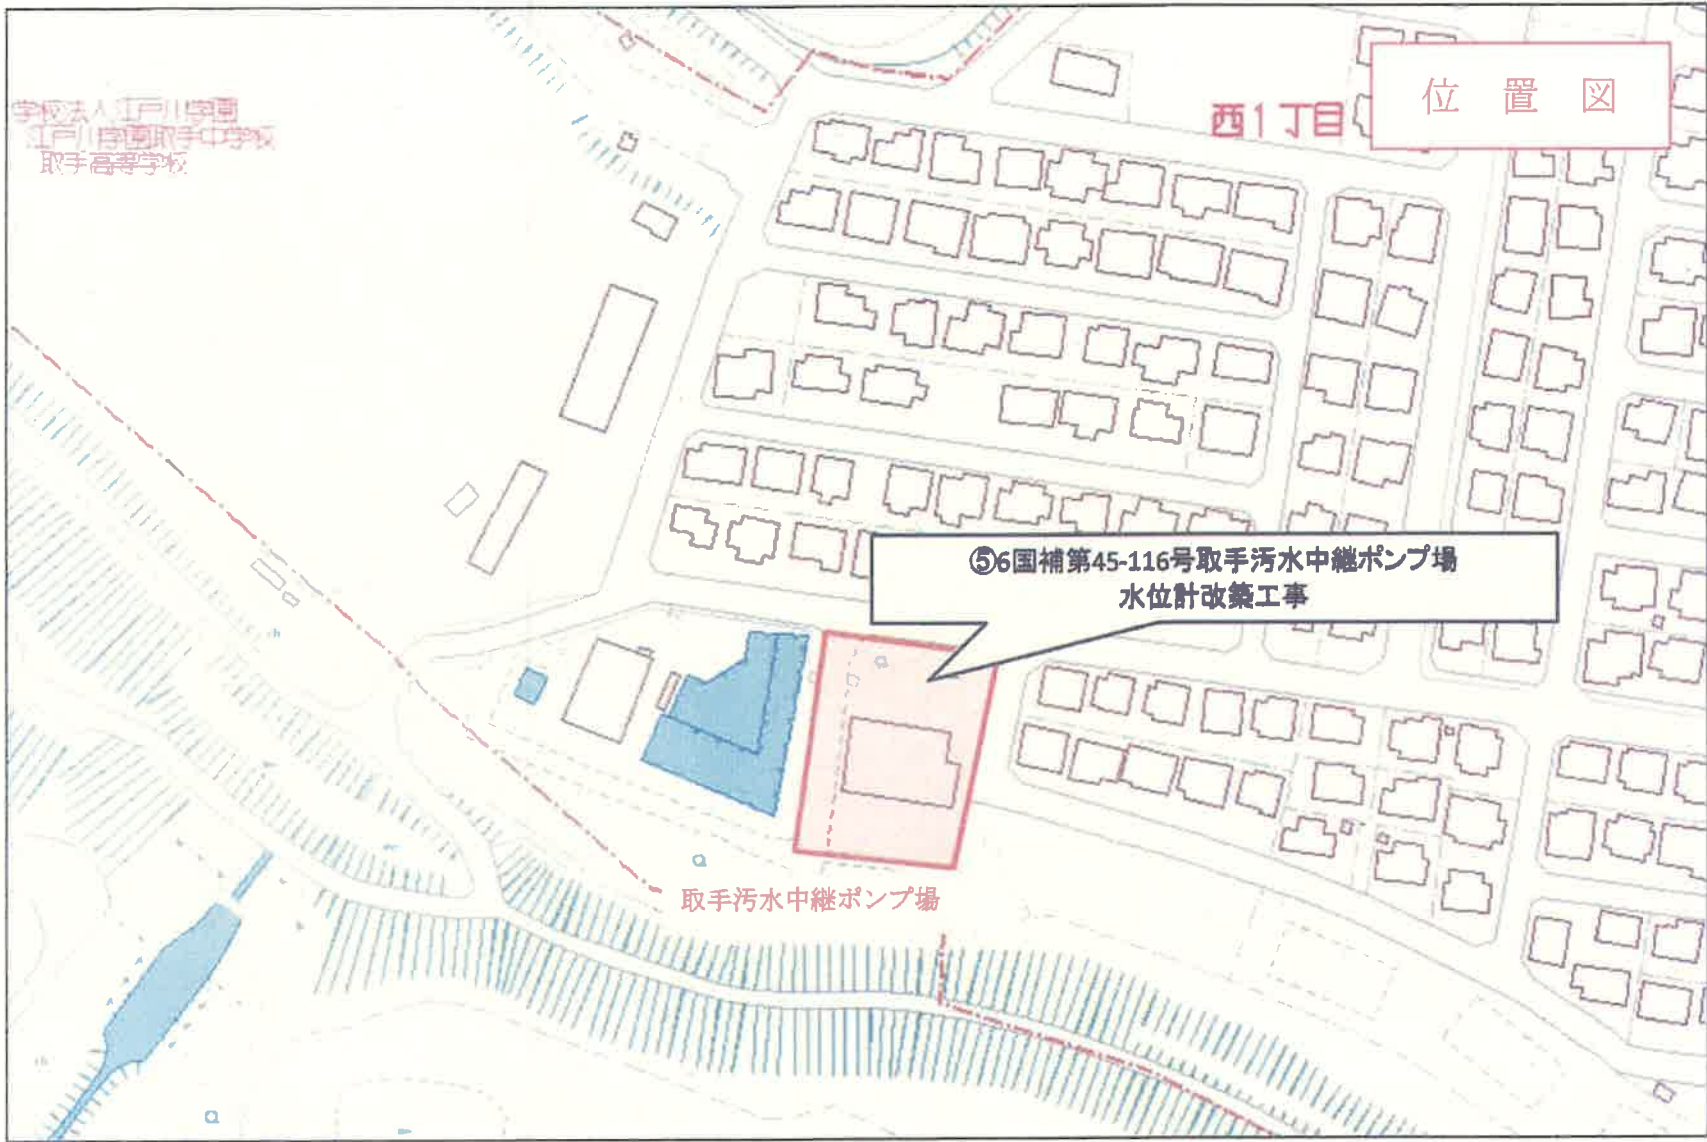 位置図
西1丁目
学校法人江戸川学園
江戸川学園取手中学校
取手高等学校
⑤6国補第45-116号取手汚水中継ポンプ場
水位計改築工事
取手汚水中継ポンプ場